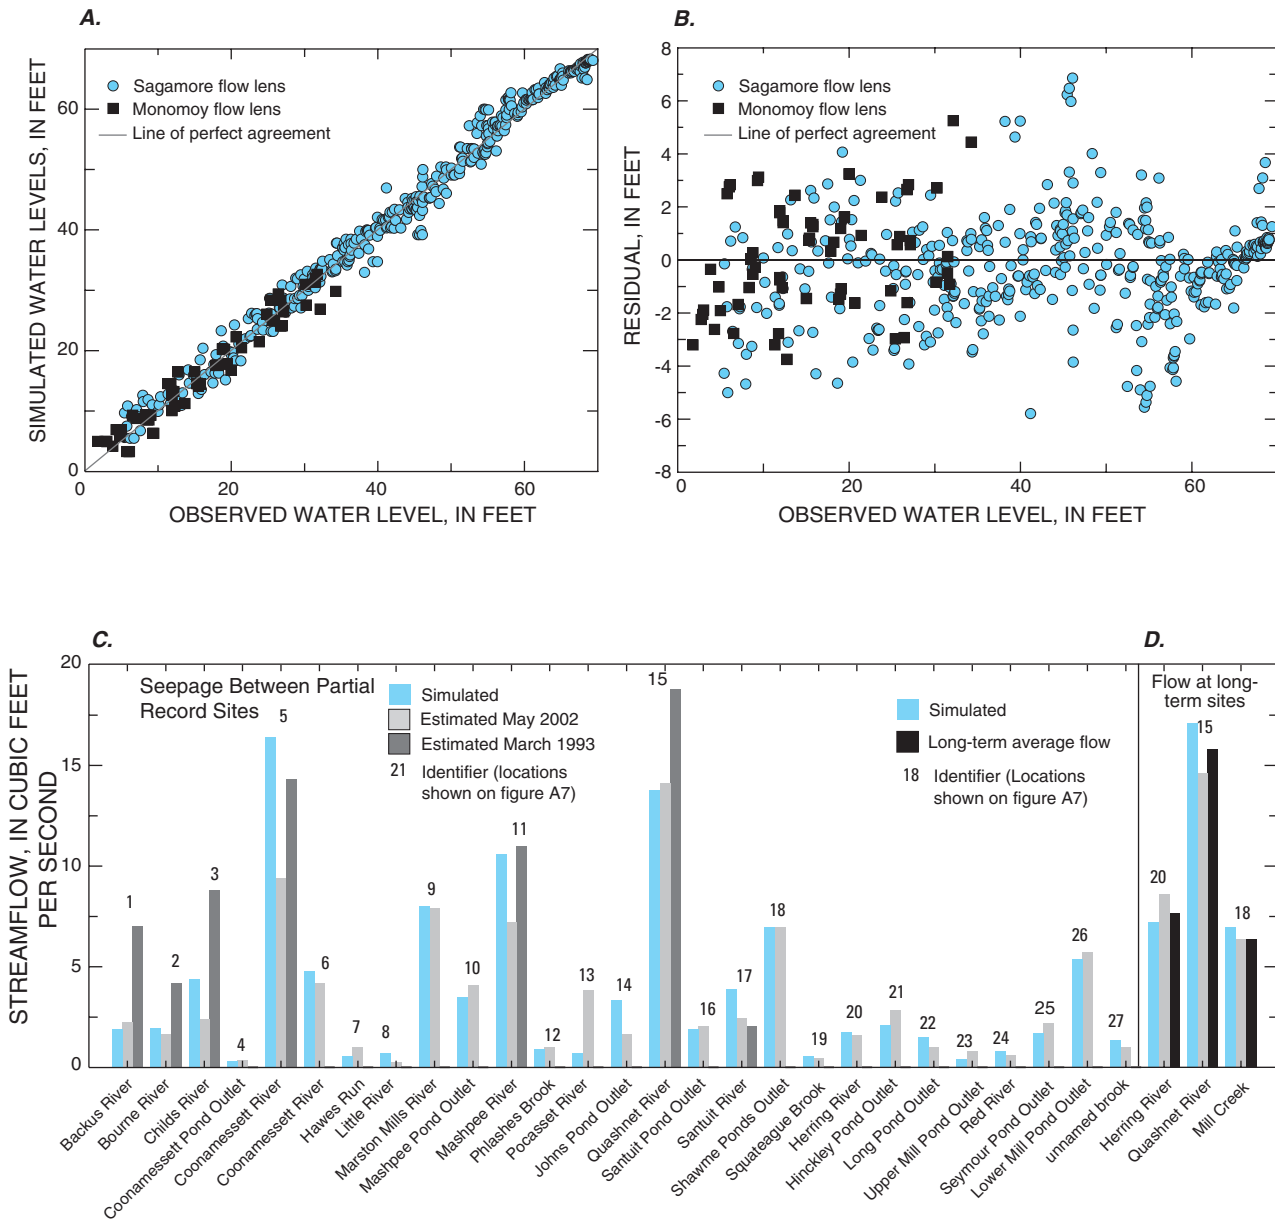 A.
SIMULATED WATER LEVELS, IN FEET
60
40
20
0
Sagamore flow lens
Monomoy flow lens
Line of perfect agreement
0 20 40 60
OBSERVED WATER LEVEL, IN FEET
B.
RESIDUAL, IN FEET
8
6
4
2
0
-2
-4
-6
-8
Sagamore flow lens
Monomoy flow lens
Line of perfect agreement
0 20 40 60
OBSERVED WATER LEVEL, IN FEET
C.
STREAMFLOW, IN CUBIC FEET
PER SECOND
20
15
10
5
0
Seepage Between Partial
Record Sites
Simulated
Estimated May 2002
Estimated March 1993
21 Identifier (locations
shown on figure A7)
1
2
3
4
5
6
7
8
9
10
11
12
13
14
15
16
17
18
19
20
21
22
23
24
25
26
27
Backus River
Bourne River
Childs River
Coonamessett Pond Outlet
Coonamessett River
Coonamessett River
Hawes Run
Little River
Marston Mills River
Mashpee Pond Outlet
Mashpee River
Phlashes Brook
Pocasset River
Johns Pond Outlet
Quashnet River
Santuit Pond Outlet
Santuit River
Shawme Ponds Outlet
Squateague Brook
Herring River
Hinckley Pond Outlet
Long Pond Outlet
Upper Mill Pond Outlet
Red River
Seymour Pond Outlet
Lower Mill Pond Outlet
unnamed brook
D.
Flow at long-
term sites
Simulated
Long-term average flow
18 Identifier (Locations
shown on figure A7)
20
15
18
Herring River
Quashnet River
Mill Creek